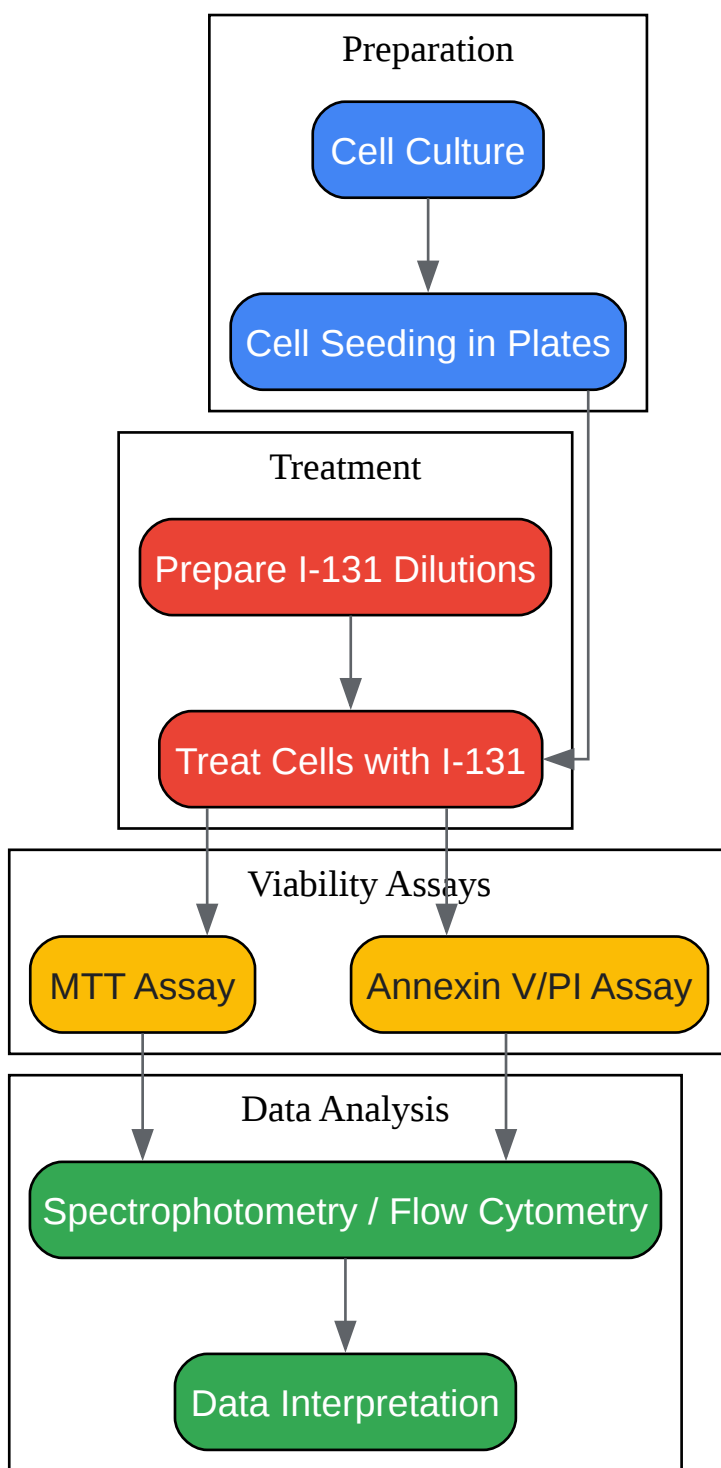 Preparation
Cell Culture
Cell Seeding in Plates
Treatment
Prepare I-131 Dilutions
Treat Cells with I-131
Viability Assays
MTT Assay
Annexin V/PI Assay
Data Analysis
Spectrophotometry / Flow Cytometry
Data Interpretation